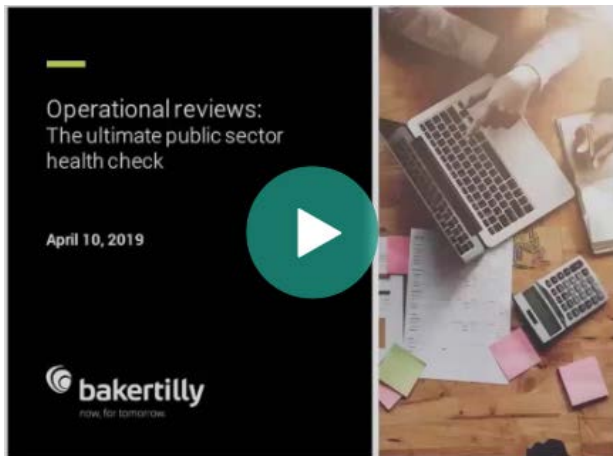 Operational reviews:
The ultimate public sector
health check
April 10, 2019
bakertilly
now, for tomorrow.